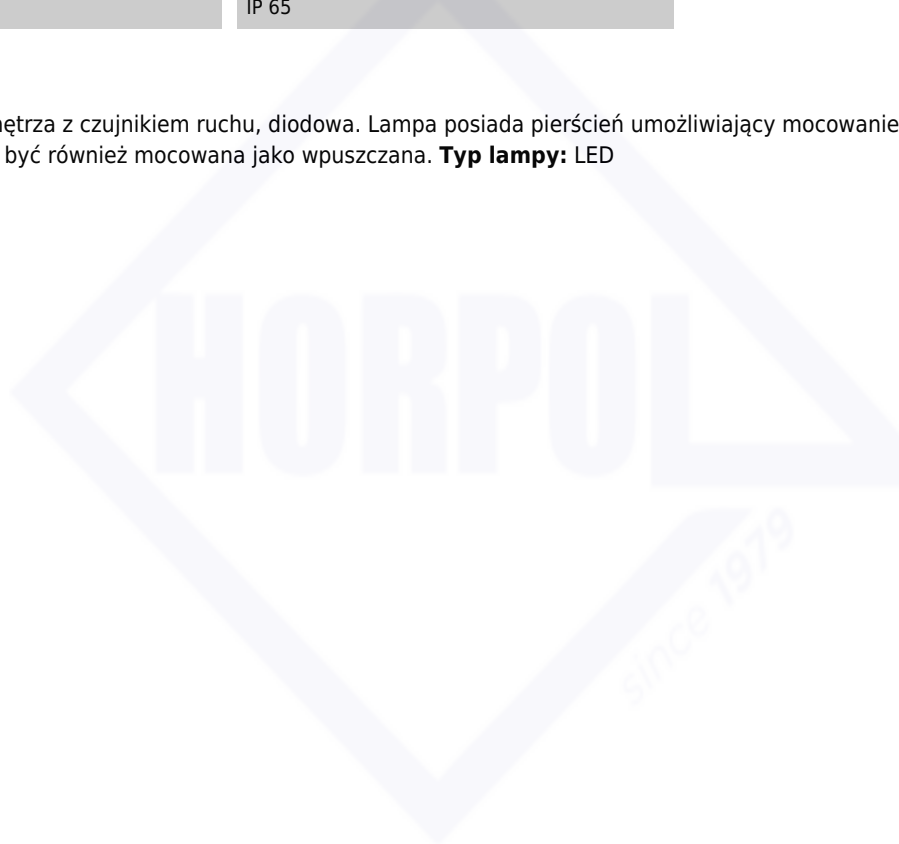 IP 65
nętrza z czujnikiem ruchu, diodowa. Lampa posiada pierścień umożliwiający mocowanie
być również mocowana jako wpuszczana. Typ lampy: LED
HORPOL
since 1979